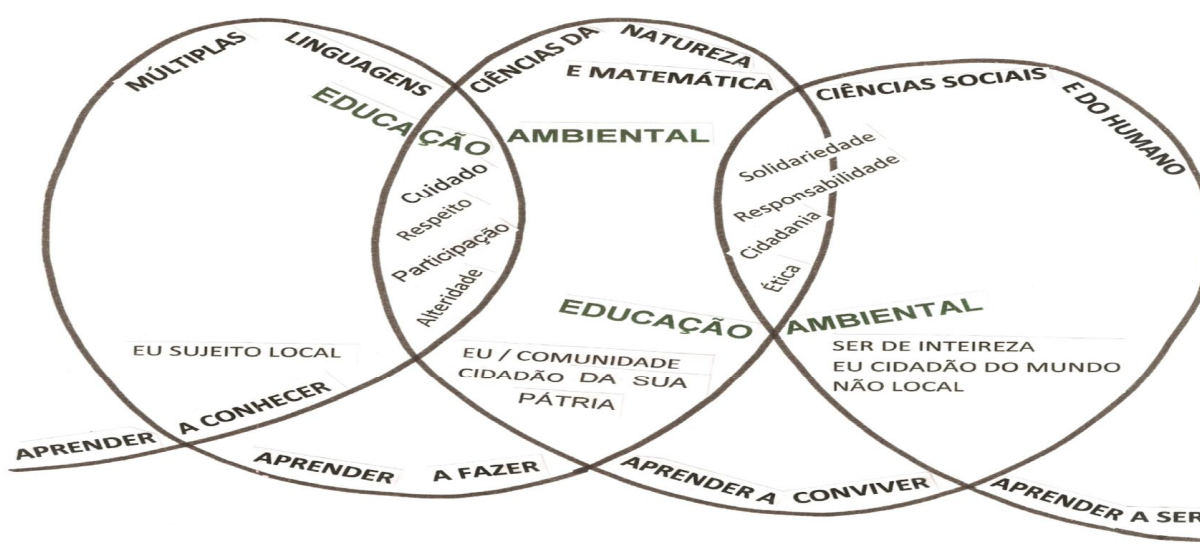 MÚLTIPLAS LINGUAGENS
CIÊNCIAS DA NATUREZA
E MATEMÁTICA
CIÊNCIAS SOCIAIS E DO HUMANO
EDUCAÇÃO AMBIENTAL
Cuidado
Respeito
Participação
Alteridade
Solidariedade
Responsabilidade
Cidadania
Ética
EDUCAÇÃO AMBIENTAL
EU SUJEITO LOCAL
EU / COMUNIDADE
CIDADÃO DA SUA
PÁTRIA
SER DE INTEIREZA
EU CIDADÃO DO MUNDO
NÃO LOCAL
APRENDER A CONHECER
APRENDER A FAZER
APRENDER A CONVIVER
APRENDER A SER